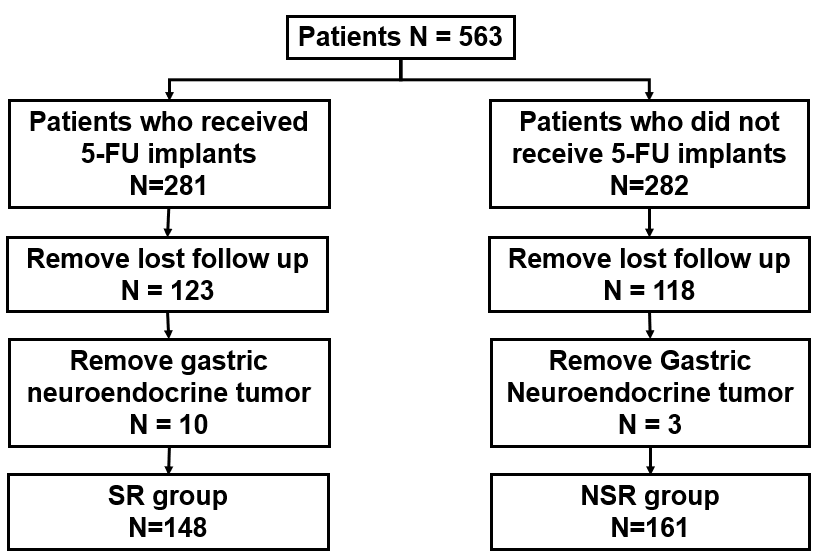 Patients N = 563
Patients who received
5-FU implants
N=281
Patients who did not
receive 5-FU implants
N=282
Remove lost follow up
N = 123
Remove lost follow up
N = 118
Remove gastric
neuroendocrine tumor
N = 10
Remove Gastric
Neuroendocrine tumor
N = 3
SR group
N=148
NSR group
N=161